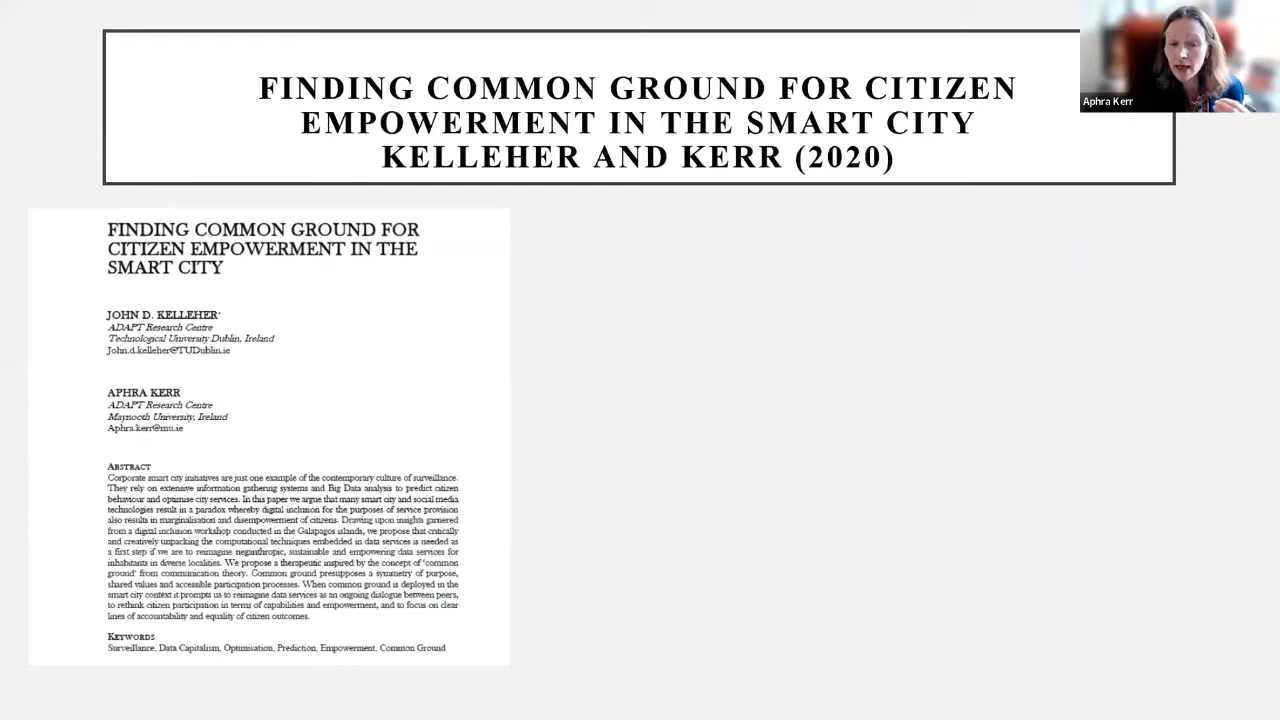 FINDING COMMON GROUND FOR CITIZEN
EMPOWERMENT IN THE SMART CITY
KELLEHER AND KERR (2020)
Aphra Kerr
FINDING COMMON GROUND FOR
CITIZEN EMPOWERMENT IN THE
SMART CITY
JOHN D. KELLEHER*
ADAPT Research Centre
Technological University Dublin, Ireland
John.d.kelleher@TUDublin.ie
APHRA KERR
ADAPT Research Centre
Maynooth University, Ireland
Aphra.kerr@mu.ie
ABSTRACT
Corporate smart city initiatives are just one example of the contemporary culture of surveillance.
They rely on extensive information gathering systems and Big Data analysis to predict citizen
behaviour and optimise city services. In this paper we argue that many smart city and social media
technologies result in a paradox whereby digital inclusion for the purposes of service provision
also results in marginalisation and disempowerment of citizens. Drawing upon insights garnered
from a digital inclusion workshop conducted in the Galapagos islands, we propose that critically
and creatively unpacking the computational techniques embedded in data services is needed as
a first step if we are to reimagine neganthropic, sustainable and empowering data services for
inhabitants in diverse localities. We propose a therapeutic inspired by the concept of 'common
ground' from communication theory. Common ground presupposes a symmetry of purpose,
shared values and accessible participation processes. When common ground is deployed in the
smart city context it prompts us to reimagine data services as an ongoing dialogue between peers,
to rethink citizen participation in terms of capabilities and empowerment, and to focus on clear
lines of accountability and equality of citizen outcomes.
KEYWORDS
Surveillance, Data Capitalism, Optimisation, Prediction, Empowerment, Common Ground